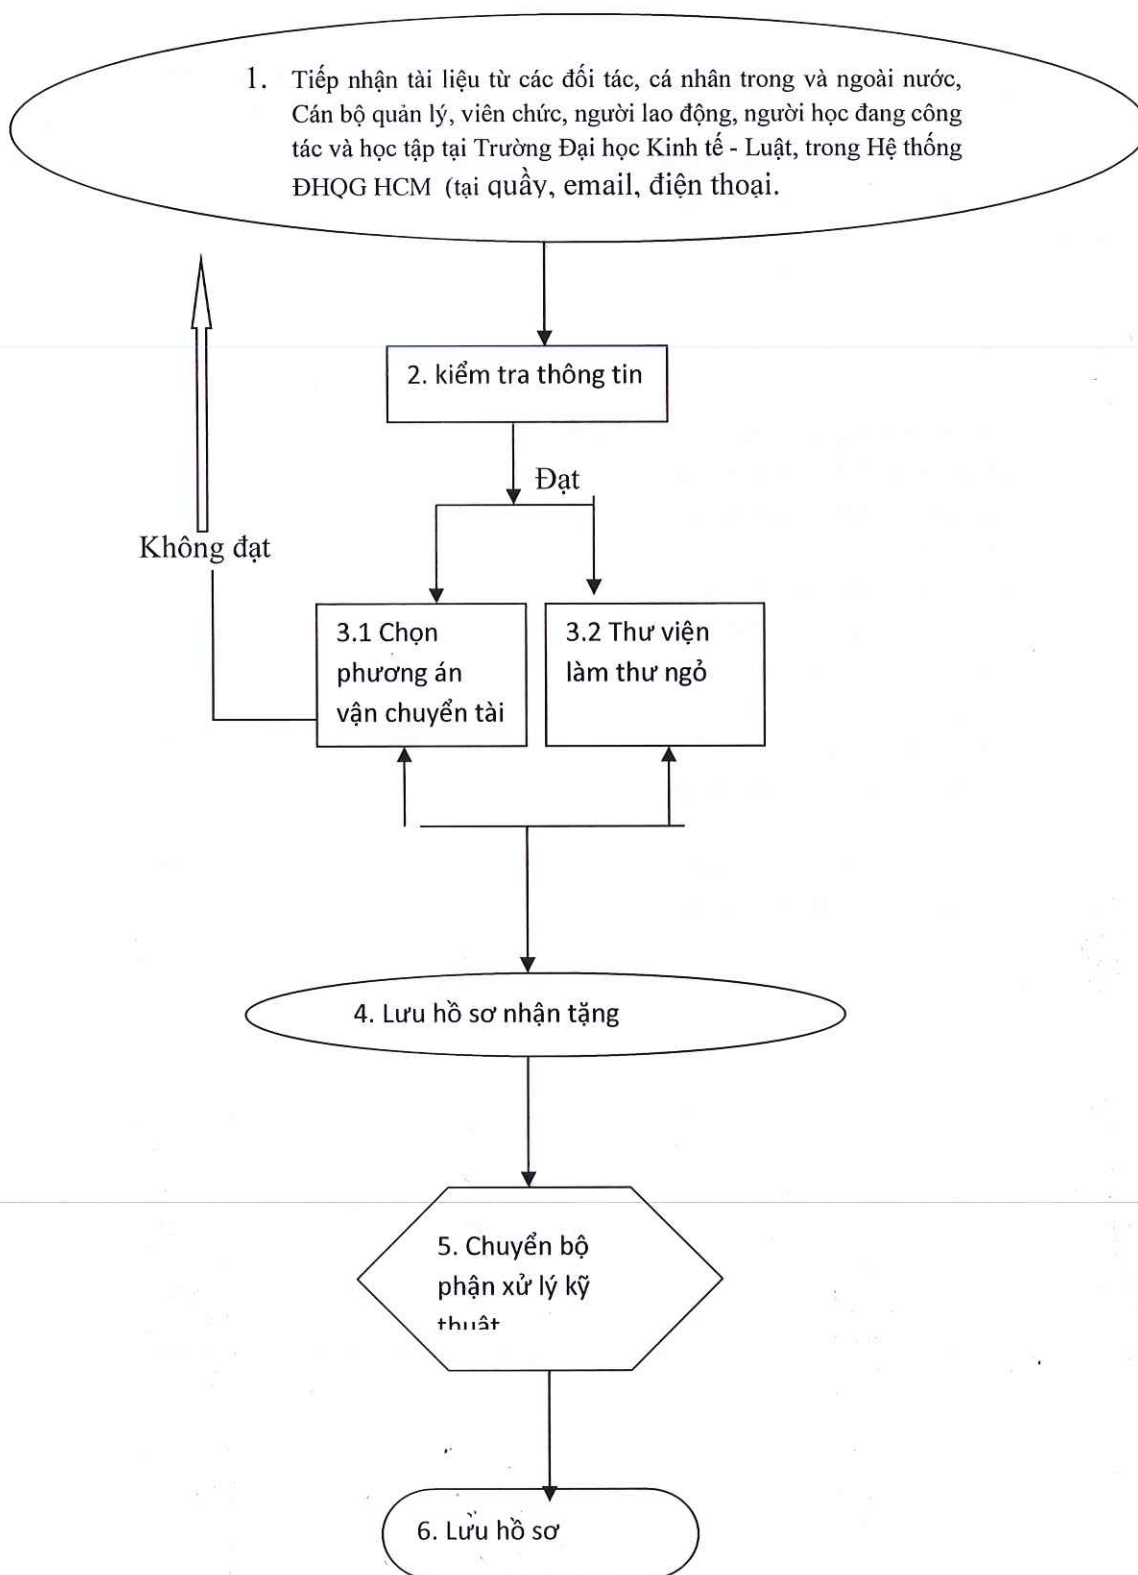 1. Tiếp nhận tài liệu từ các đối tác, cá nhân trong và ngoài nước,
Cán bộ quản lý, viên chức, người lao động, người học đang công
tác và học tập tại Trường Đại học Kinh tế - Luật, trong Hệ thống
ĐHQG HCM (tại quầy, email, điện thoại.
2. kiểm tra thông tin
Đạt
Không đạt
3.1 Chọn
phương án
vận chuyển tài
3.2 Thư viện
làm thư ngỏ
4. Lưu hồ sơ nhận tặng
5. Chuyển bộ
phận xử lý kỹ
thuật
6. Lưu hồ sơ